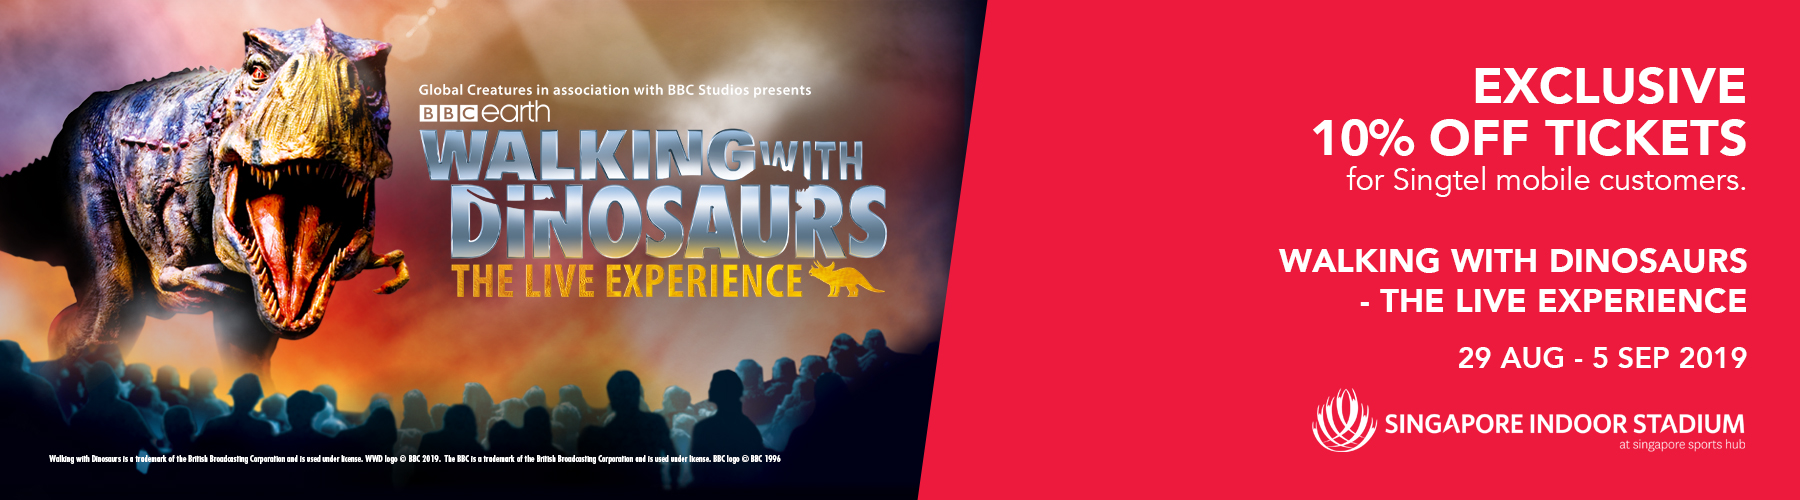 Global Creatures in association with BBC Studios presents
BBC earth
WALKING WITH
DINOSAURS
THE LIVE EXPERIENCE
Walking with Dinosaurs is a trademark of the British Broadcasting Corporation and is used under license. WWD logo © BBC 2019. The BBC is a trademark of the British Broadcasting Corporation and is used under license. BBC logo © BBC 1996
EXCLUSIVE
10% OFF TICKETS
for Singtel mobile customers.
WALKING WITH DINOSAURS
- THE LIVE EXPERIENCE
29 AUG - 5 SEP 2019
SINGAPORE INDOOR STADIUM
at singapore sports hub